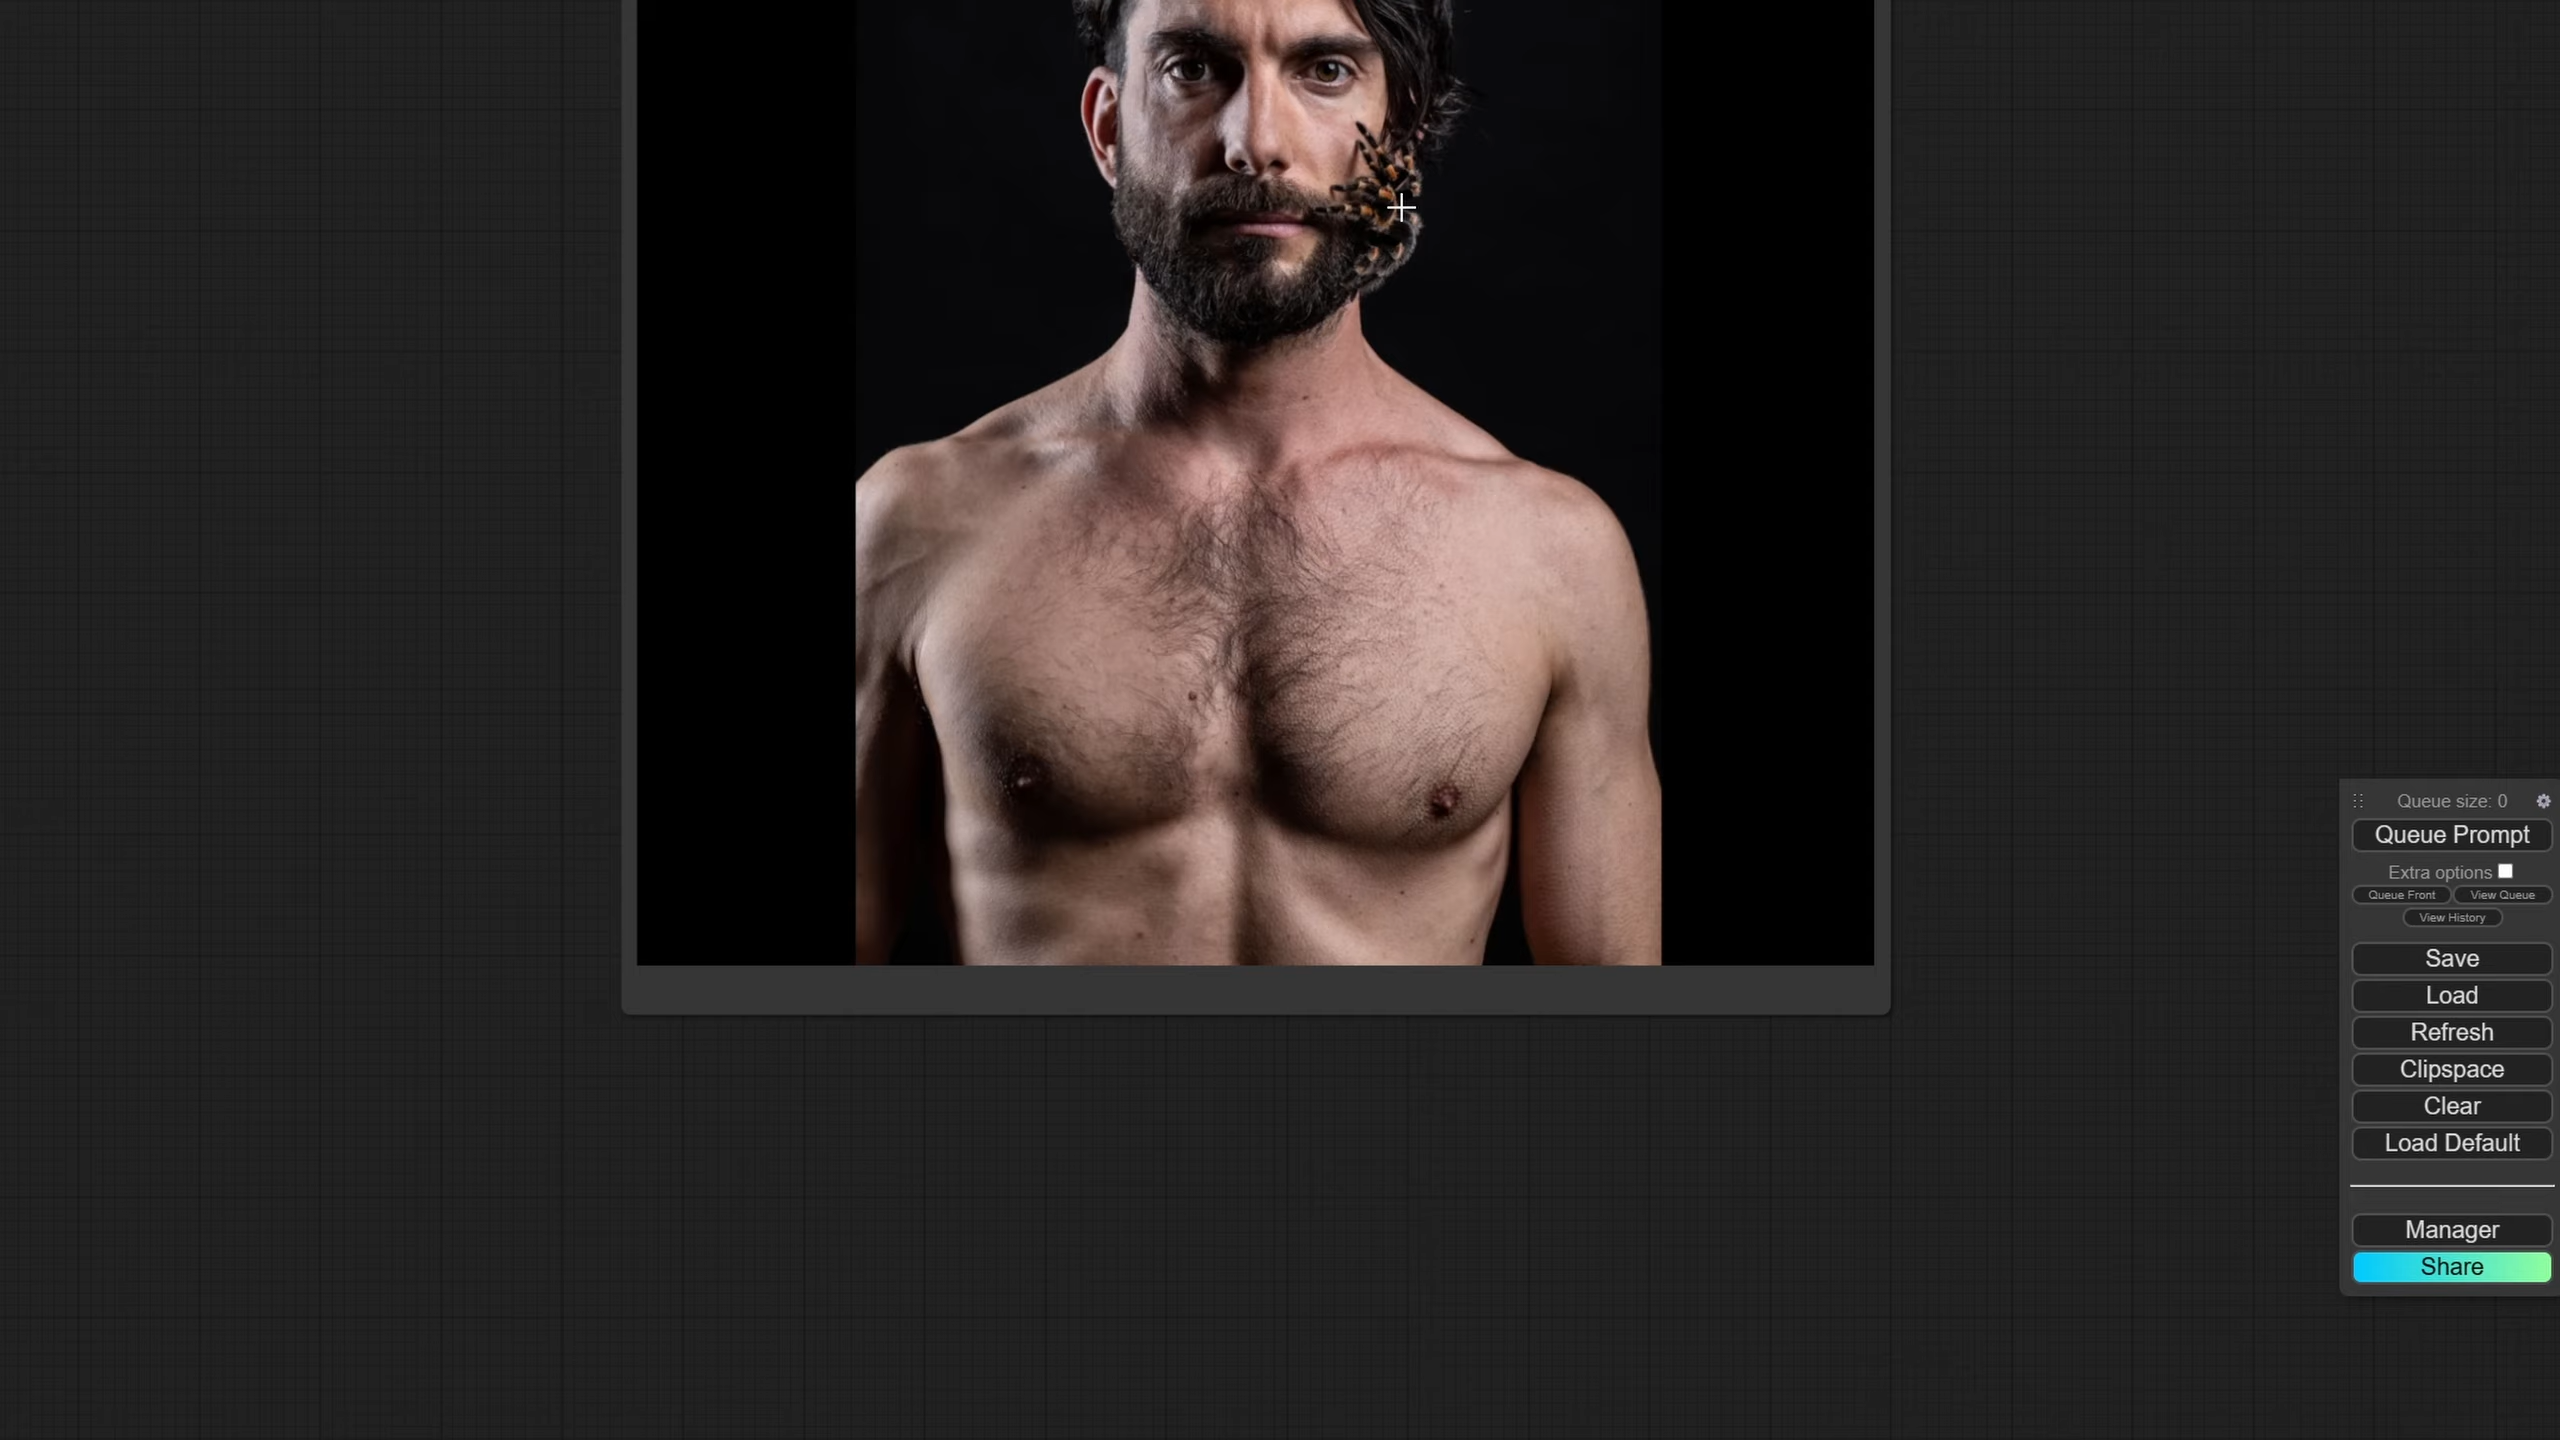 Queue size: 0
Queue Prompt
Extra options
Queue Front
View Queue
View History
Save
Load
Refresh
Clipspace
Clear
Load Default
Manager
Share